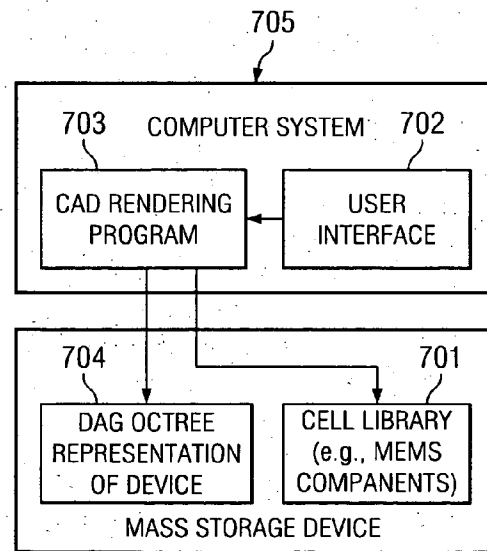 705
COMPUTER SYSTEM
703
702
CAD RENDERING
PROGRAM
USER
INTERFACE
704
701
DAG OCTREE
REPRESENTATION
OF DEVICE
CELL LIBRARY
(e.g., MEMS
COMPANENTS)
MASS STORAGE DEVICE